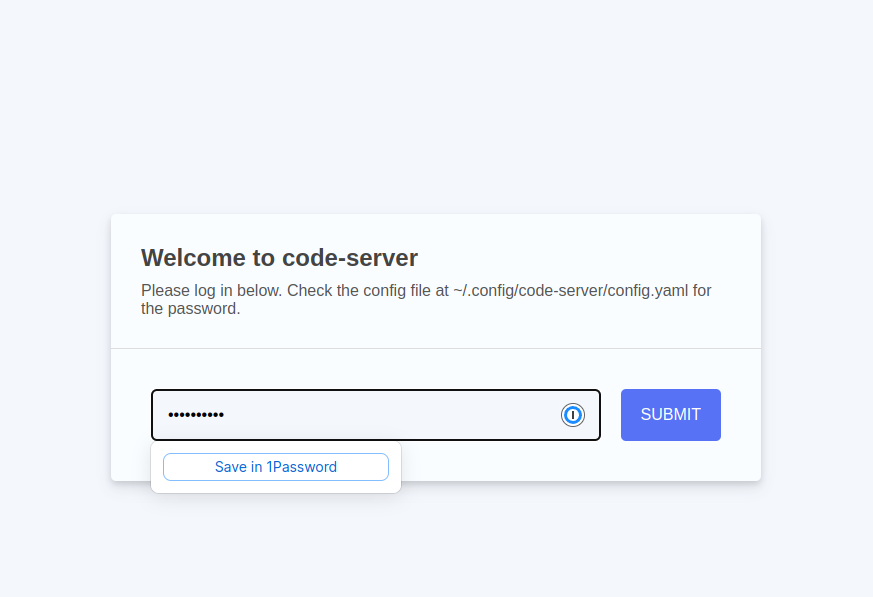 Welcome to code-server
Please log in below. Check the config file at ~/.config/code-server/config.yaml for
the password.
••••••••••
SUBMIT
Save in 1Password